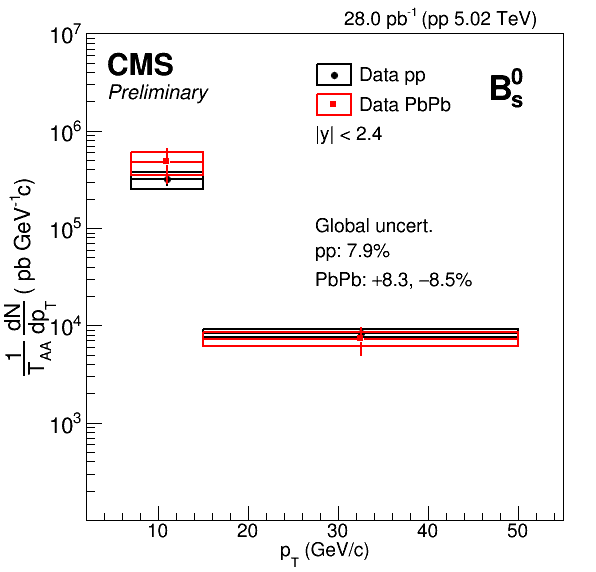 28.0 pb⁻¹ (pp 5.02 TeV)
CMS
Preliminary
Data pp
Data PbPb
|y| < 2.4
B⁰ₛ
Global uncert.
pp: 7.9%
PbPb: +8.3, −8.5%
10⁷
10⁶
10⁵
10⁴
10³
1/T_AA dN/dp_T ( pb GeV⁻¹c)
10 20 30 40 50
p_T (GeV/c)